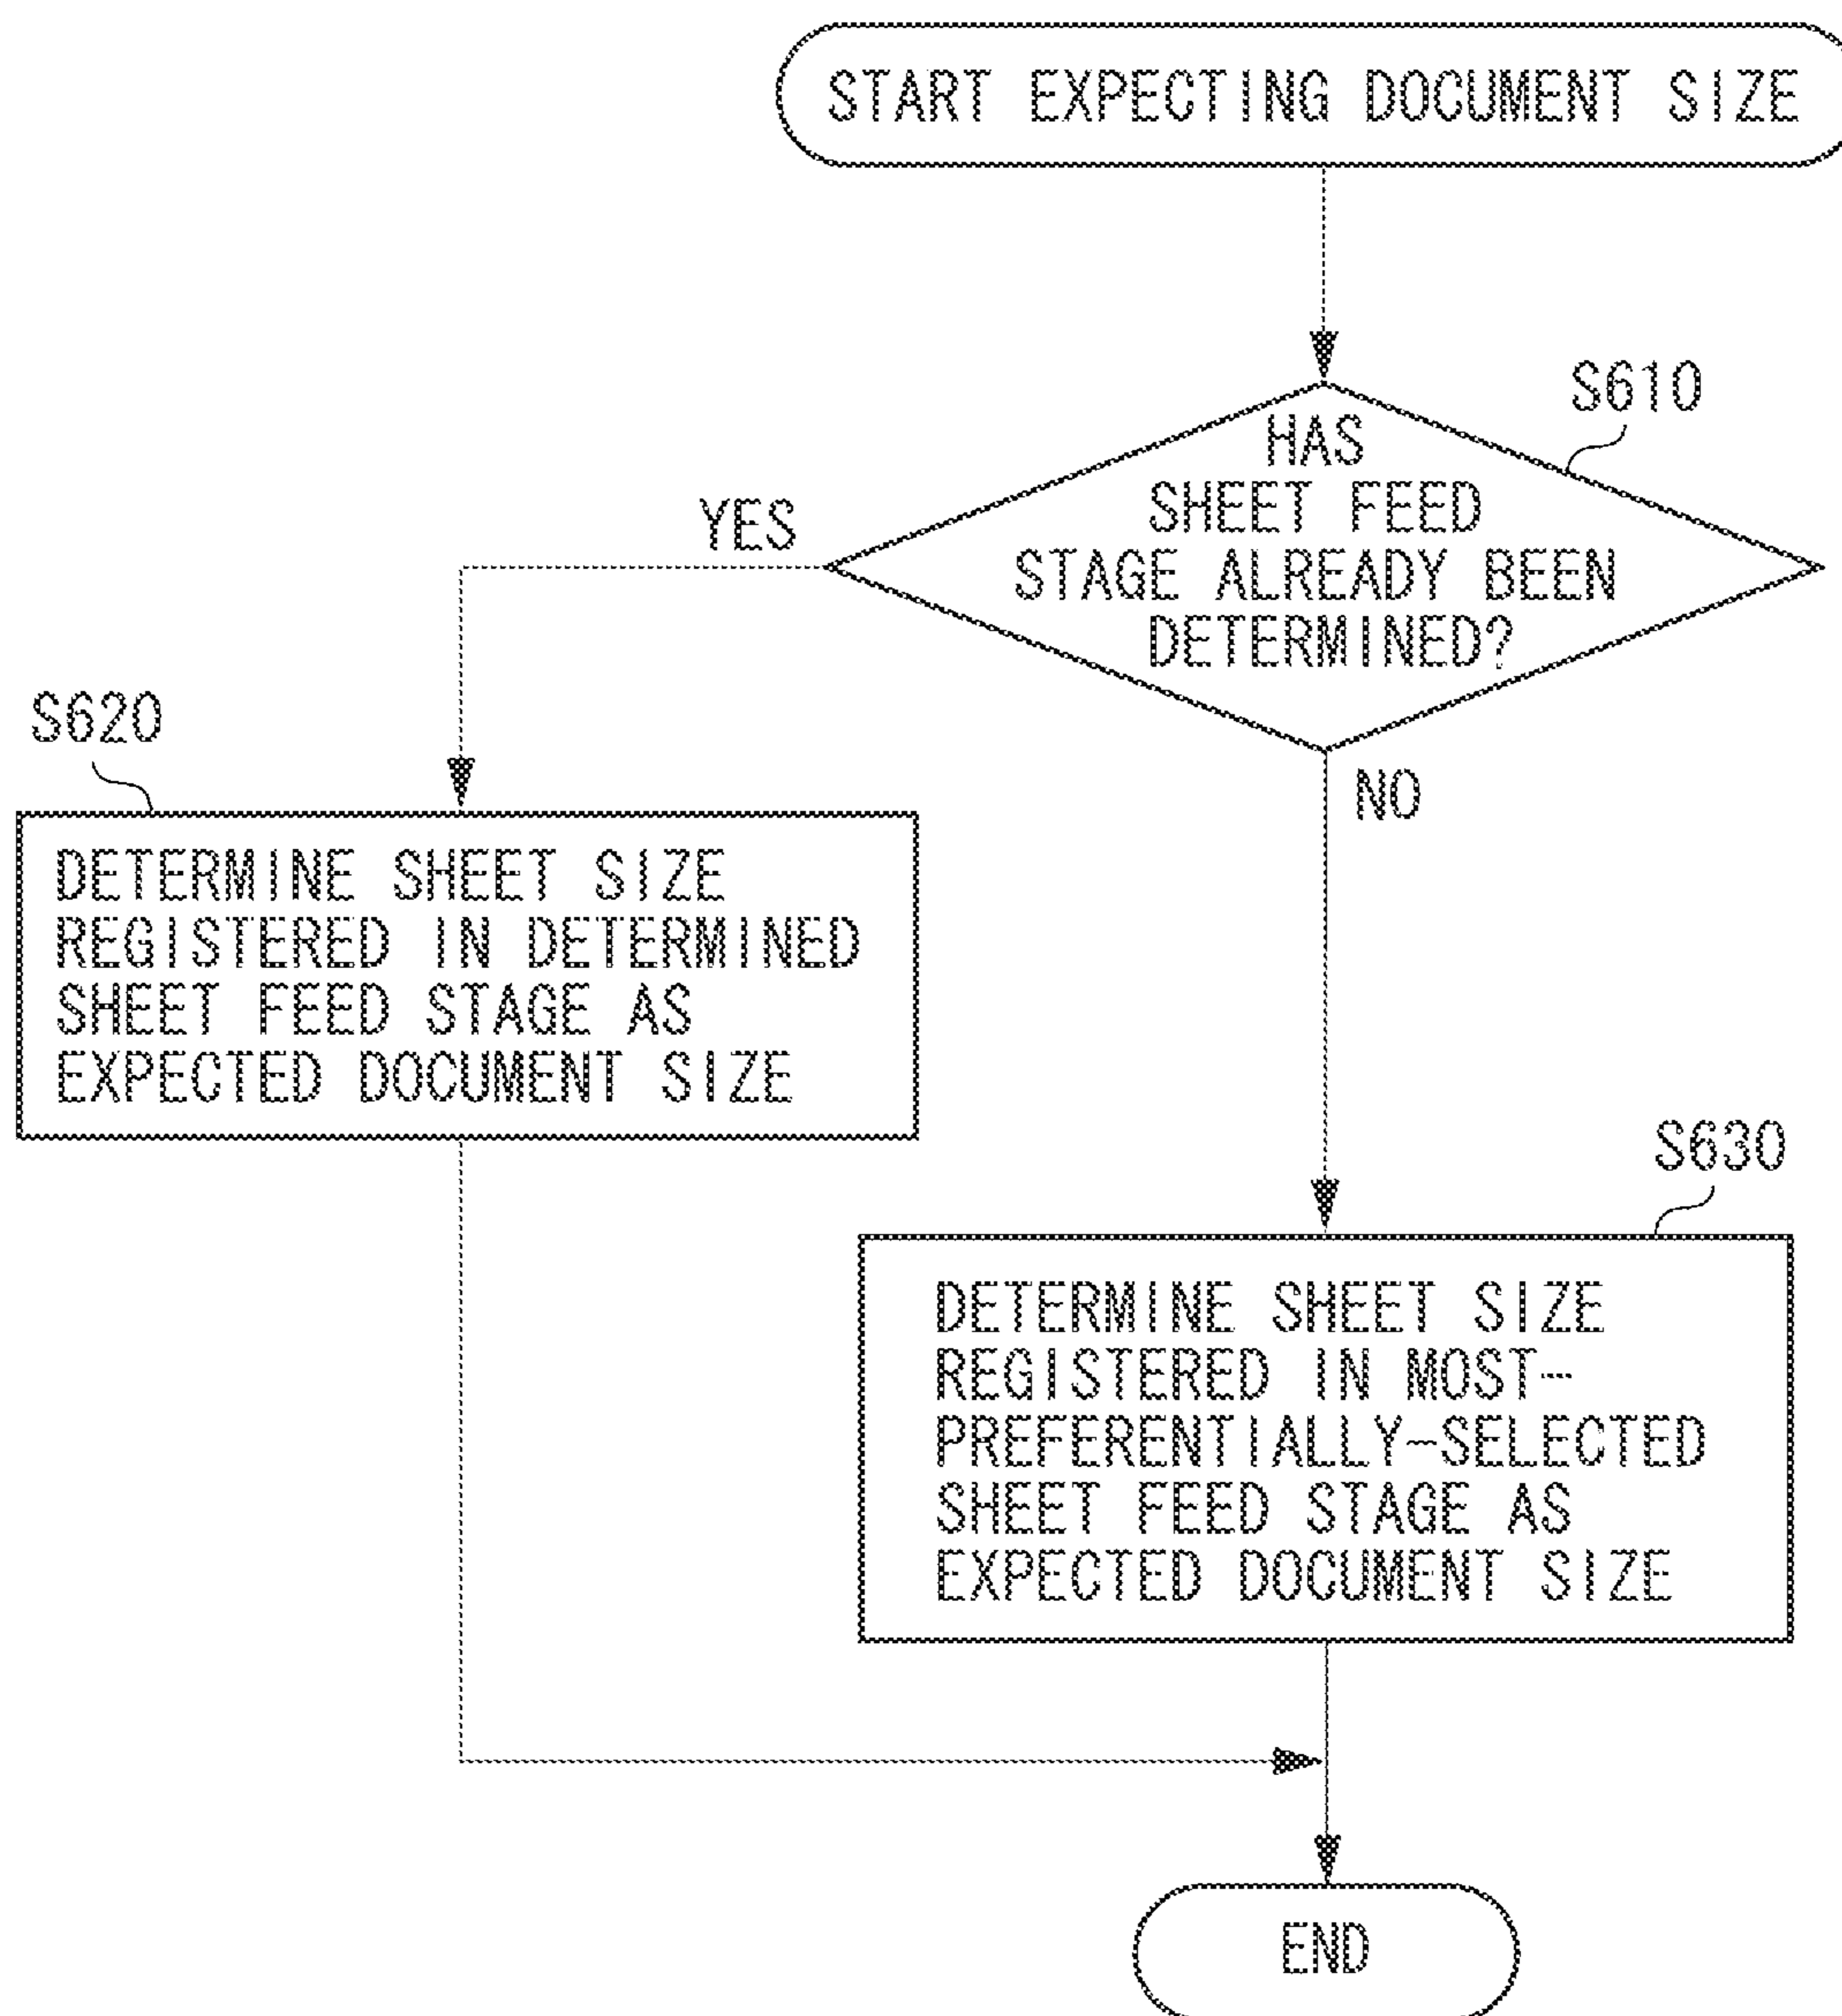 START EXPECTING DOCUMENT SIZE
S610
HAS
SHEET FEED
STAGE ALREADY BEEN
DETERMINED?
YES
NO
S620
DETERMINE SHEET SIZE
REGISTERED IN DETERMINED
SHEET FEED STAGE AS
EXPECTED DOCUMENT SIZE
S630
DETERMINE SHEET SIZE
REGISTERED IN MOST-
PREFERENTIALLY-SELECTED
SHEET FEED STAGE AS
EXPECTED DOCUMENT SIZE
END